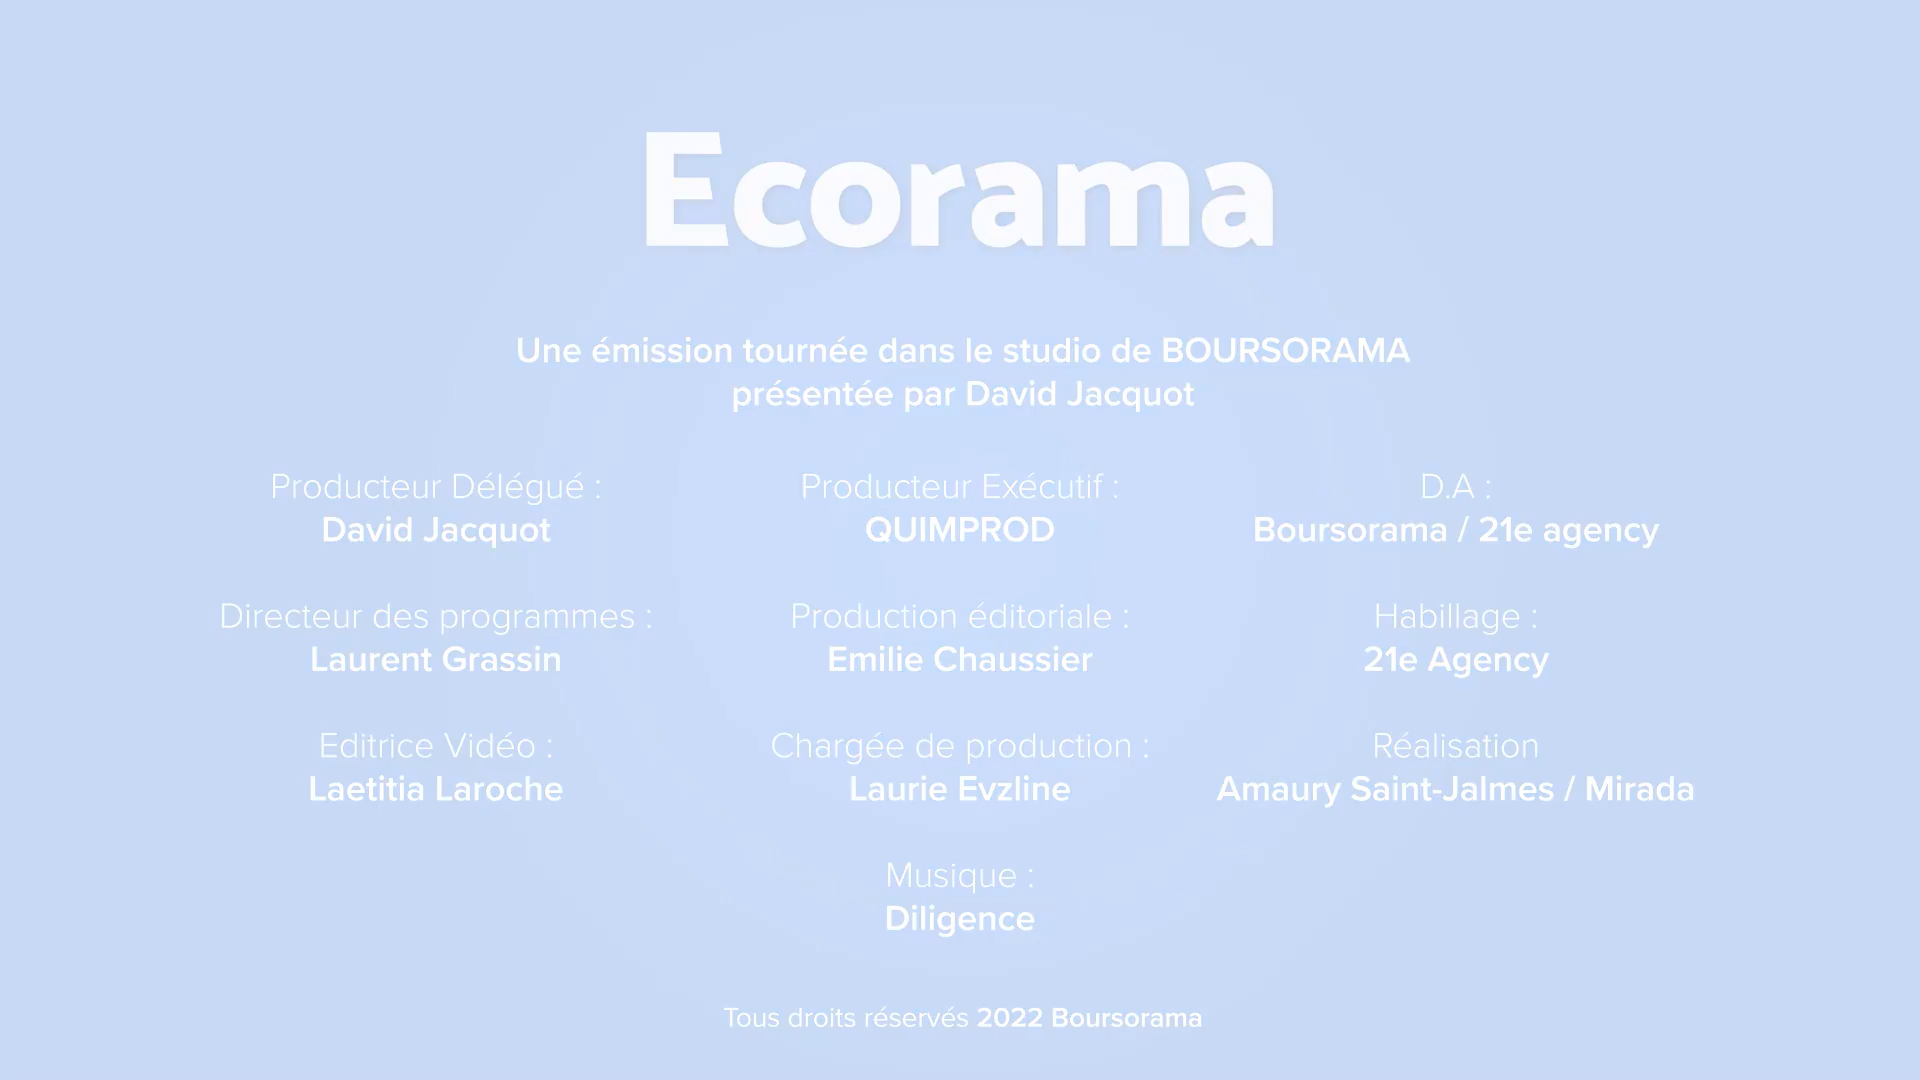 Ecorama
Une émission tournée dans le studio de BOURSORAMA
présentée par David Jacquot
Producteur Délégué :
David Jacquot
Producteur Exécutif :
QUIMPROD
D.A :
Boursorama / 21e agency
Directeur des programmes :
Laurent Grassin
Production éditoriale :
Emilie Chaussier
Habillage :
21e Agency
Editrice Vidéo :
Laetitia Laroche
Chargée de production :
Laurie Evzline
Réalisation
Amaury Saint-Jalmes / Mirada
Musique :
Diligence
Tous droits réservés 2022 Boursorama